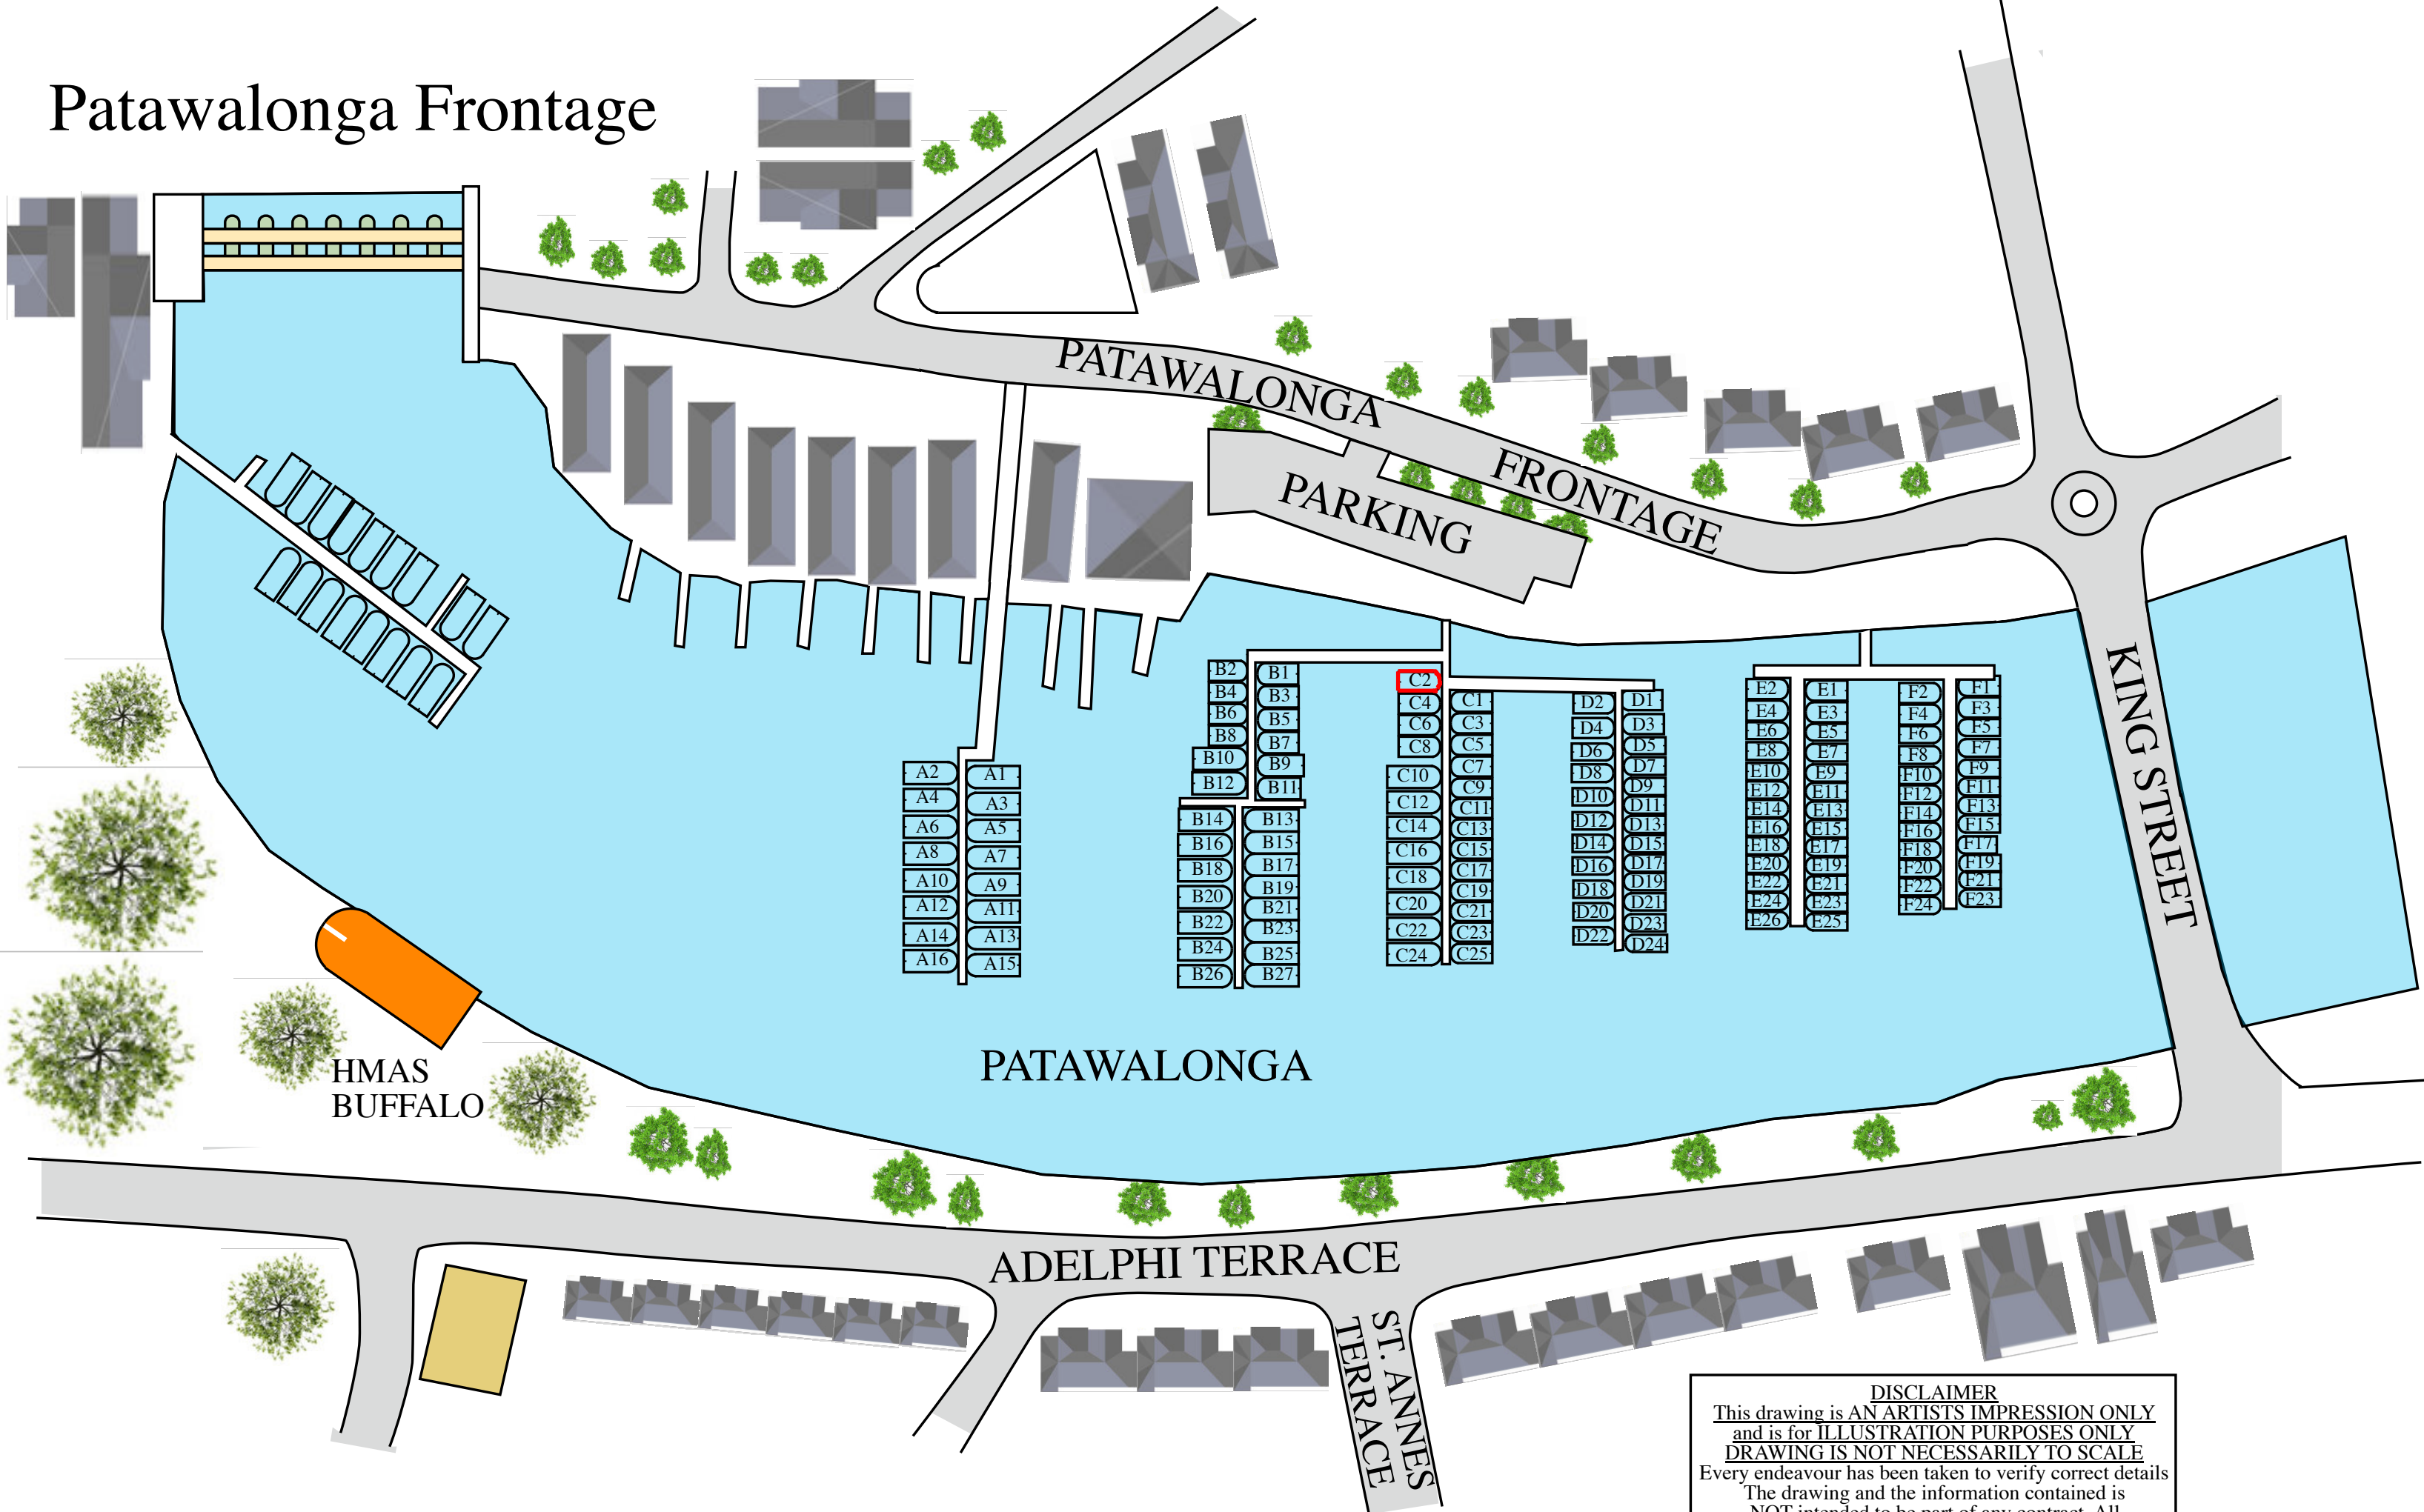 Patawalonga Frontage
PATAWALONGA
FRONTAGE
PARKING
KING STREET
B2
B4
B6
B8
B10
B12
B14
B16
B18
B20
B22
B24
B26
B1
B3
B5
B7
B9
B11
B13
B15
B17
B19
B21
B23
B25
B27
C2
C4
C6
C8
C10
C12
C14
C16
C18
C20
C22
C24
C1
C3
C5
C7
C9
C11
C13
C15
C17
C19
C21
C23
C25
D2
D4
D6
D8
D10
D12
D14
D16
D18
D20
D22
D1
D3
D5
D7
D9
D11
D13
D15
D17
D19
D21
D23
D24
E2
E4
E6
E8
E10
E12
E14
E16
E18
E20
E22
E24
E26
E1
E3
E5
E7
E9
E11
E13
E15
E17
E19
E21
E23
E25
F2
F4
F6
F8
F10
F12
F14
F16
F18
F20
F22
F24
F1
F3
F5
F7
F9
F11
F13
F15
F17
F19
F21
F23
A2
A4
A6
A8
A10
A12
A14
A16
A1
A3
A5
A7
A9
A11
A13
A15
PATAWALONGA
HMAS
BUFFALO
ADELPHI TERRACE
ST. ANNES
TERRACE
DISCLAIMER
This drawing is AN ARTISTS IMPRESSION ONLY
and is for ILLUSTRATION PURPOSES ONLY
DRAWING IS NOT NECESSARILY TO SCALE
Every endeavour has been taken to verify correct details
The drawing and the information contained is
NOT intended to be part of any contract. All